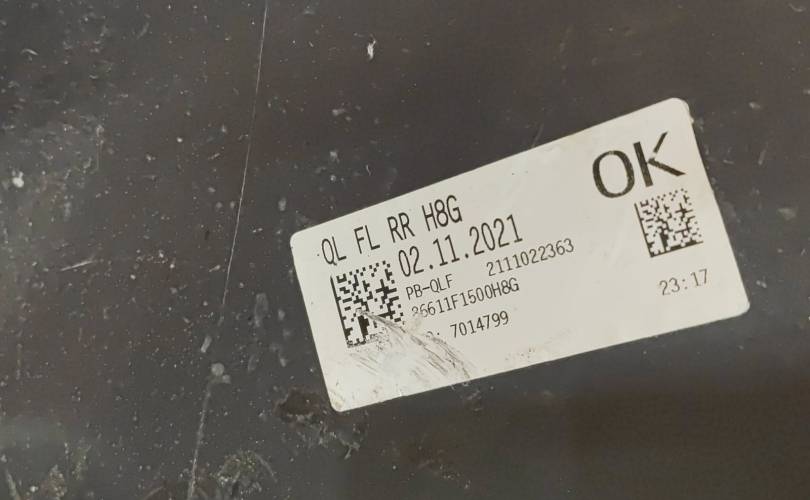 QL FL RR H8G
OK
02.11.2021
PB-QLF 2111022363
86611F1500H8G
7014799
23:17